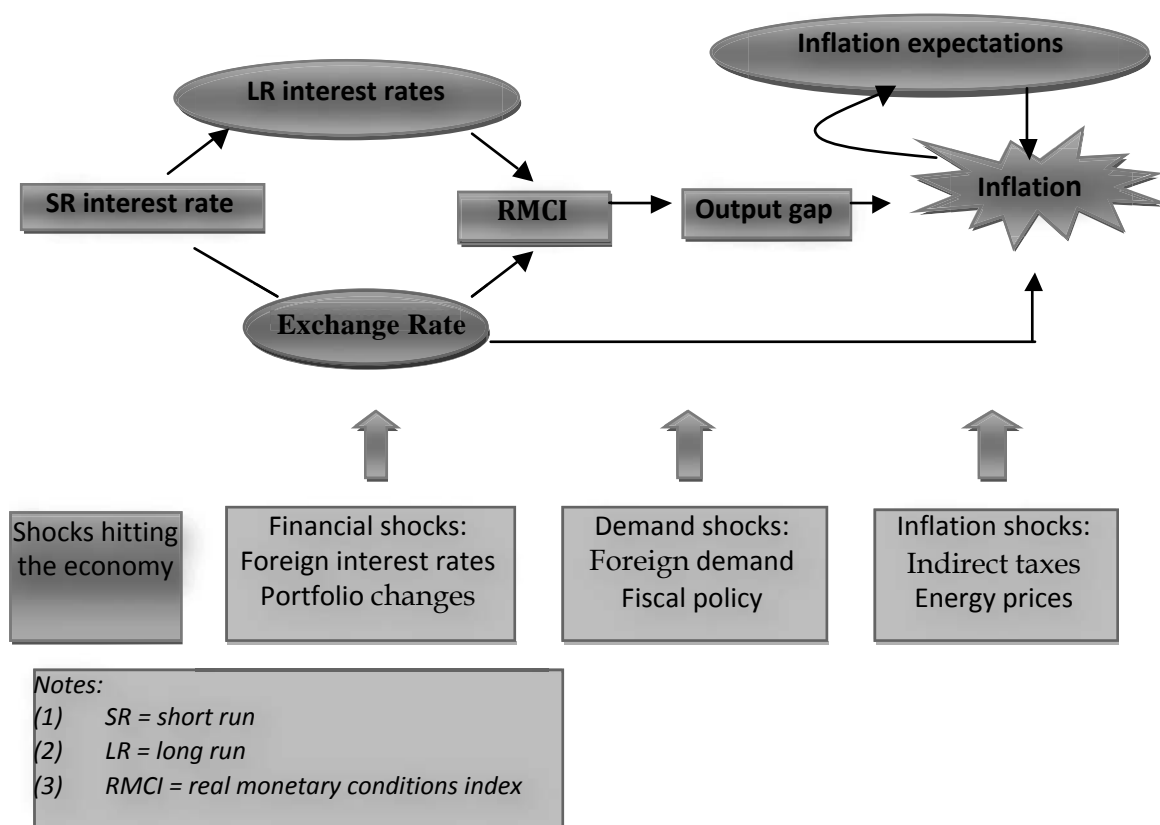 Inflation expectations
LR interest rates
SR interest rate
RMCI
Output gap
Inflation
Exchange Rate
Shocks hitting
the economy
Financial shocks:
Foreign interest rates
Portfolio changes
Demand shocks:
Foreign demand
Fiscal policy
Inflation shocks:
Indirect taxes
Energy prices
Notes:
(1) SR = short run
(2) LR = long run
(3) RMCI = real monetary conditions index